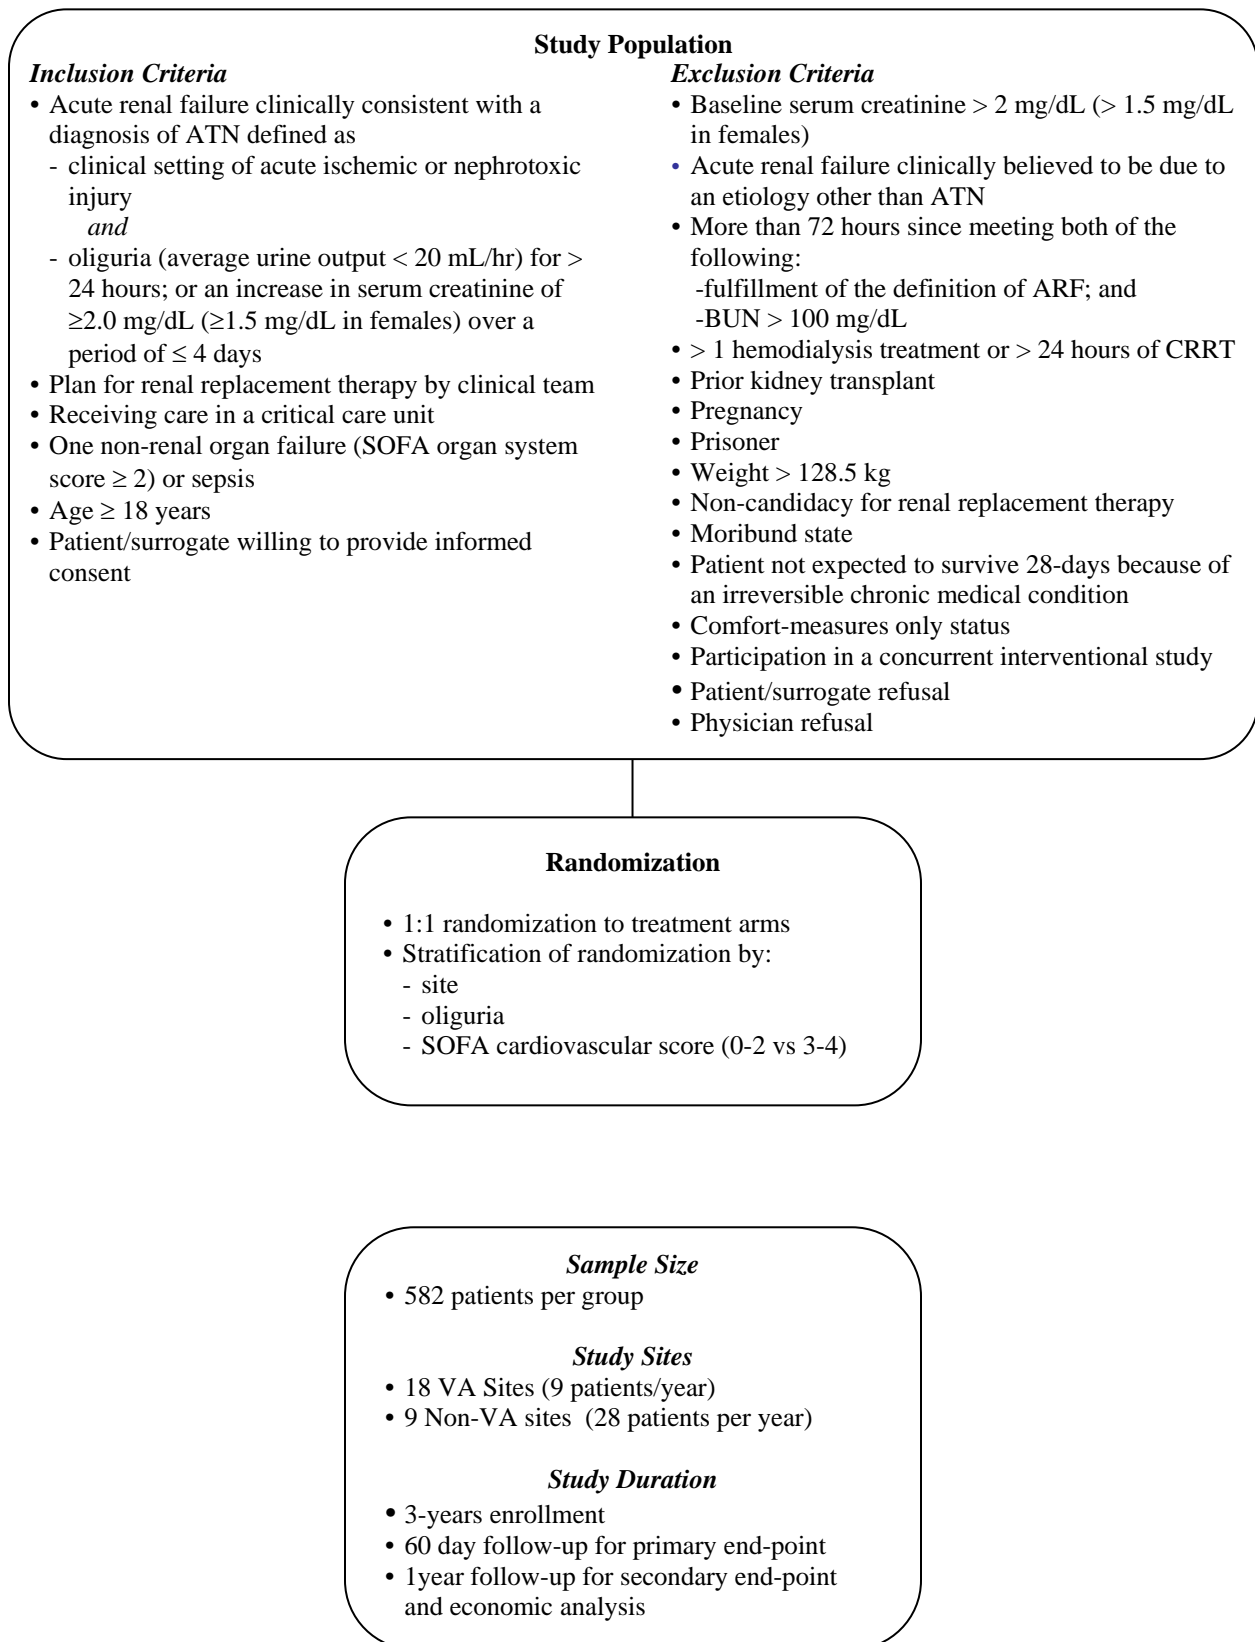 Study Population
Inclusion Criteria
• Acute renal failure clinically consistent with a
diagnosis of ATN defined as
- clinical setting of acute ischemic or nephrotoxic
injury
and
- oliguria (average urine output < 20 mL/hr) for >
24 hours; or an increase in serum creatinine of
≥2.0 mg/dL (≥1.5 mg/dL in females) over a
period of ≤ 4 days
• Plan for renal replacement therapy by clinical team
• Receiving care in a critical care unit
• One non-renal organ failure (SOFA organ system
score ≥ 2) or sepsis
• Age ≥ 18 years
• Patient/surrogate willing to provide informed
consent
Exclusion Criteria
• Baseline serum creatinine > 2 mg/dL (> 1.5 mg/dL
in females)
• Acute renal failure clinically believed to be due to
an etiology other than ATN
• More than 72 hours since meeting both of the
following:
-fulfillment of the definition of ARF; and
-BUN > 100 mg/dL
• > 1 hemodialysis treatment or > 24 hours of CRRT
• Prior kidney transplant
• Pregnancy
• Prisoner
• Weight > 128.5 kg
• Non-candidacy for renal replacement therapy
• Moribund state
• Patient not expected to survive 28-days because of
an irreversible chronic medical condition
• Comfort-measures only status
• Participation in a concurrent interventional study
• Patient/surrogate refusal
• Physician refusal
Randomization
• 1:1 randomization to treatment arms
• Stratification of randomization by:
- site
- oliguria
- SOFA cardiovascular score (0-2 vs 3-4)
Sample Size
• 582 patients per group
Study Sites
• 18 VA Sites (9 patients/year)
• 9 Non-VA sites (28 patients per year)
Study Duration
• 3-years enrollment
• 60 day follow-up for primary end-point
• 1year follow-up for secondary end-point
and economic analysis